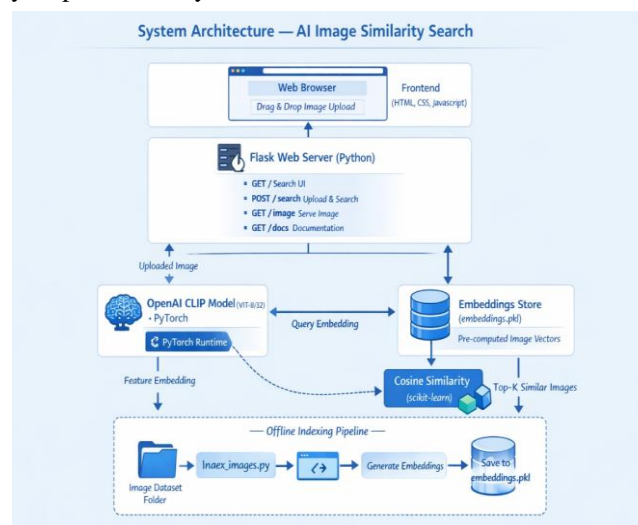 System Architecture — AI Image Similarity Search
Web Browser
Drag & Drop Image Upload
Frontend
(HTML, CSS, javascript)
Flask Web Server (Python)
GET / Search UI
POST / search Upload & Search
GET / image Serve Image
GET / docs Documentation
Uploaded Image
OpenAI CLIP Model (VIT-8/32)
• PyTorch
PyTorch Runtime
Query Embedding
Embeddings Store
(embeddings.pkl)
Pre-computed Image Vectors
Feature Embedding
Cosine Similarity
(scikit-learn)
Top-K Similar Images
— Offline Indexing Pipeline —
Image Dataset
Folder
1naex_images.py
</>
Generate Embeddings
Save to
embeddings.pkl